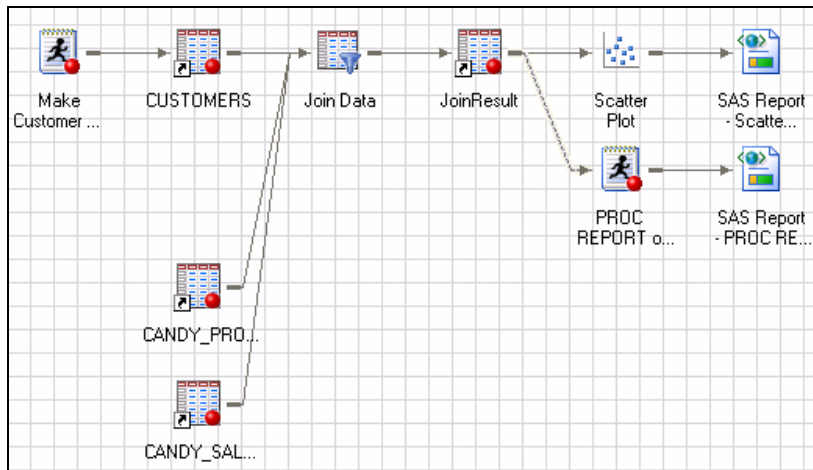 Make
Customer ...
CUSTOMERS
Join Data
JoinResult
Scatter
Plot
SAS Report
- Scatte...
PROC
REPORT o...
SAS Report
- PROC RE...
CANDY_PRO...
CANDY_SAL...